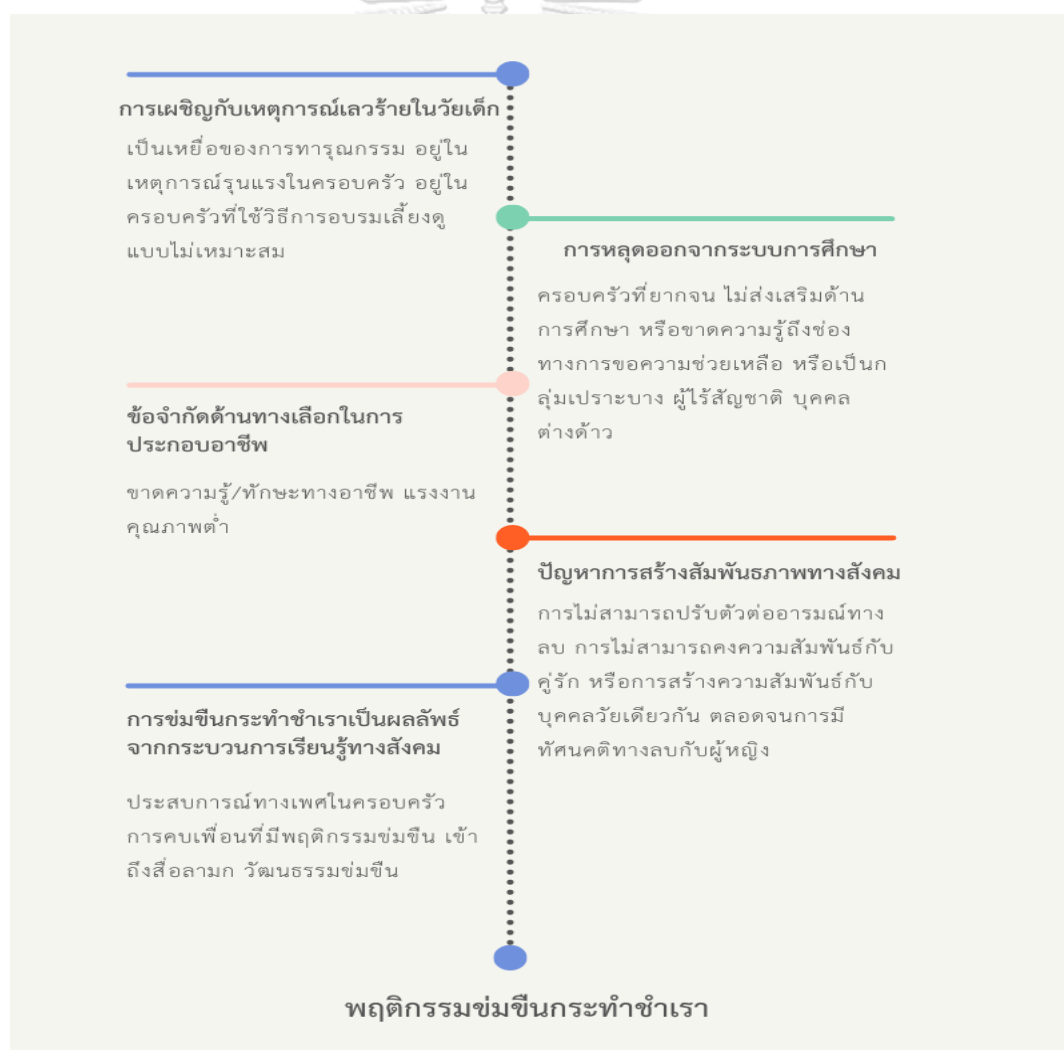 การเผชิญกับเหตุการณ์เลวร้ายในวัยเด็ก
เป็นเหยื่อของการทารุณกรรม อยู่ใน
เหตุการณ์รุนแรงในครอบครัว อยู่ใน
ครอบครัวที่ใช้วิธีการอบรมเลี้ยงดู
แบบไม่เหมาะสม
การหลุดออกจากระบบการศึกษา
ครอบครัวที่ยากจน ไม่ส่งเสริมด้าน
การศึกษา หรือขาดความรู้ถึงช่อง
ทางการขอความช่วยเหลือ หรือเป็นก
ลุ่มเปราะบาง ผู้ไร้สัญชาติ บุคคล
ต่างด้าว
ข้อจำกัดด้านทางเลือกในการ
ประกอบอาชีพ
ขาดความรู้/ทักษะทางอาชีพ แรงงาน
คุณภาพต่ำ
ปัญหาการสร้างสัมพันธภาพทางสังคม
การไม่สามารถปรับตัวต่ออารมณ์ทาง
ลบ การไม่สามารถคงความสัมพันธ์กับ
คู่รัก หรือการสร้างความสัมพันธ์กับ
บุคคลวัยเดียวกัน ตลอดจนการมี
ทัศนคติทางลบกับผู้หญิง
การข่มขืนกระทำชำเราเป็นผลลัพธ์
จากกระบวนการเรียนรู้ทางสังคม
ประสบการณ์ทางเพศในครอบครัว
การคบเพื่อนที่มีพฤติกรรมข่มขืน เข้า
ถึงสื่อลามก วัฒนธรรมข่มขืน
พฤติกรรมข่มขืนกระทำชำเรา